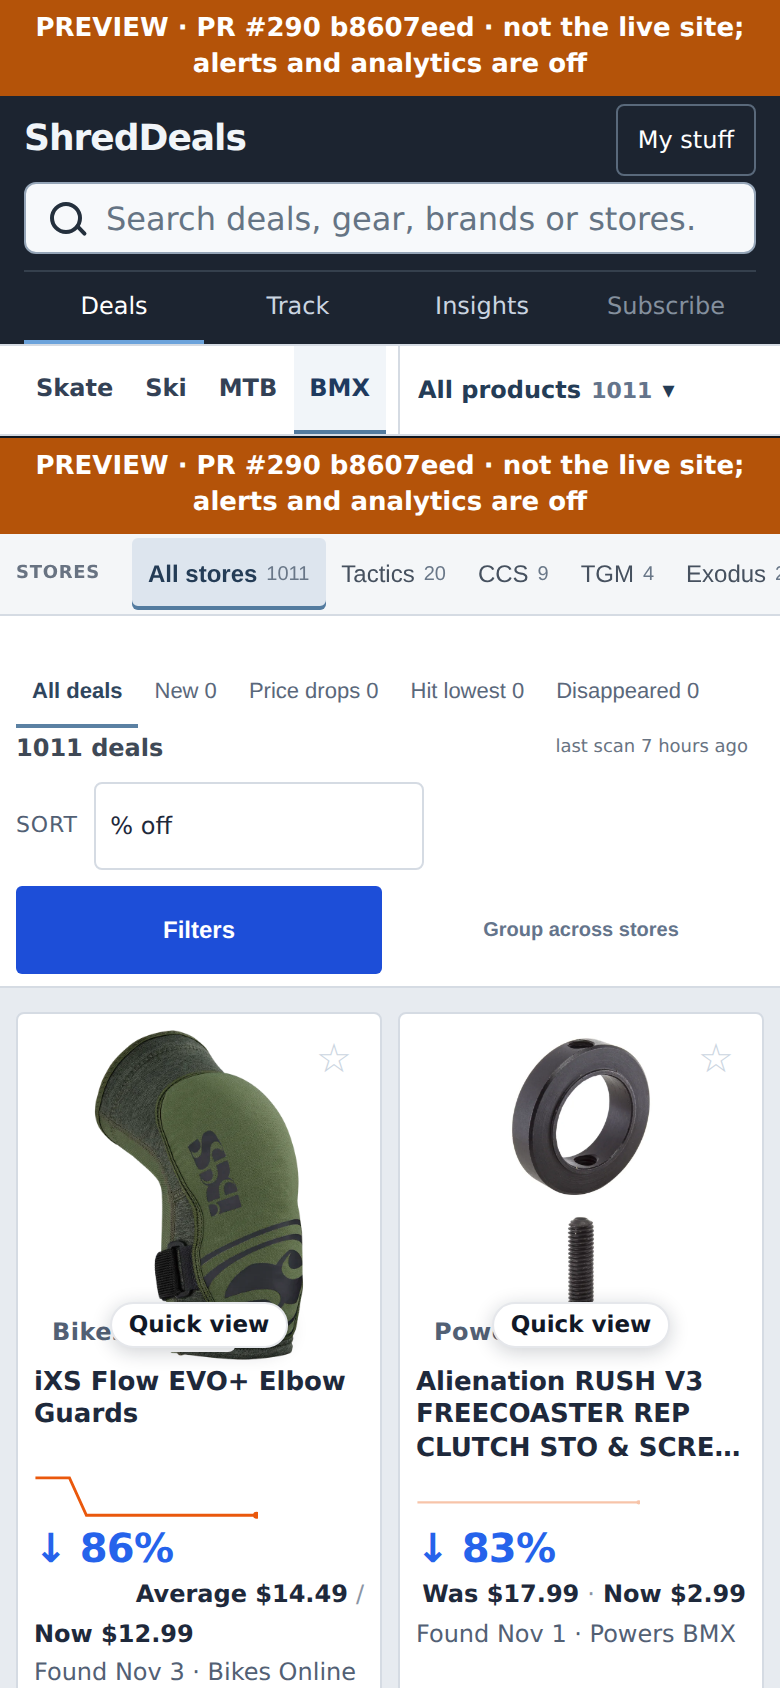 PREVIEW · PR #290 b8607eed · not the live site;
alerts and analytics are off
ShredDeals
My stuff
Search deals, gear, brands or stores.
Deals
Track
Insights
Subscribe
Skate
Ski
MTB
BMX
All products 1011 ▾
PREVIEW · PR #290 b8607eed · not the live site;
alerts and analytics are off
STORES
All stores 1011
Tactics 20
CCS 9
TGM 4
Exodus
All deals
New 0
Price drops 0
Hit lowest 0
Disappeared 0
1011 deals
last scan 7 hours ago
SORT
% off
Filters
Group across stores
iXS
Quick view
iXS Flow EVO+ Elbow
Guards
↓ 86%
Average $14.49 /
Now $12.99
Found Nov 3 · Bikes Online
Quick view
Alienation RUSH V3
FREECOASTER REP
CLUTCH STO & SCRE…
↓ 83%
Was $17.99 · Now $2.99
Found Nov 1 · Powers BMX